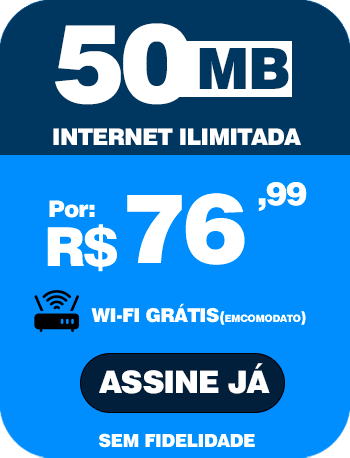 50 MB
INTERNET ILIMITADA
Por:
R$ 76,99
WI-FI GRÁTIS(EMCOMODATO)
ASSINE JÁ
SEM FIDELIDADE